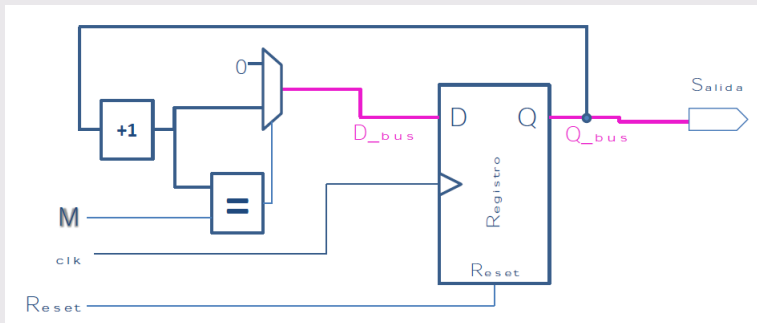 0
+1
=
M
clk
Reset
D_bus
D
Q
Registro
Reset
Q_bus
Salida